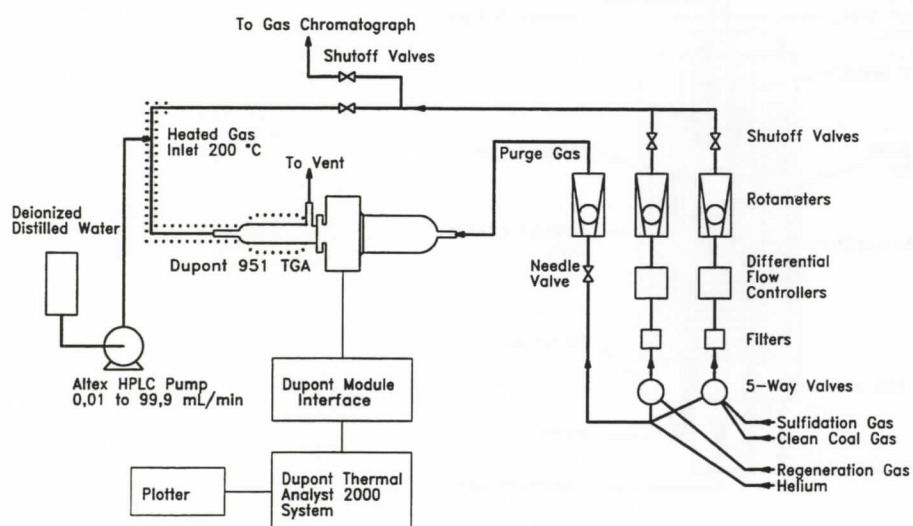 To Gas Chromatograph
Shutoff Valves
Heated Gas
Inlet 200 °C
To Vent
Purge Gas
Shutoff Valves
Rotameters
Deionized
Distilled Water
Dupont 951 TGA
Needle
Valve
Differential
Flow
Controllers
Filters
Altex HPLC Pump
0,01 to 99,9 mL/min
Dupont Module
Interface
5-Way Valves
Sulfidation Gas
Clean Coal Gas
Regeneration Gas
Helium
Plotter
Dupont Thermal
Analyst 2000
System